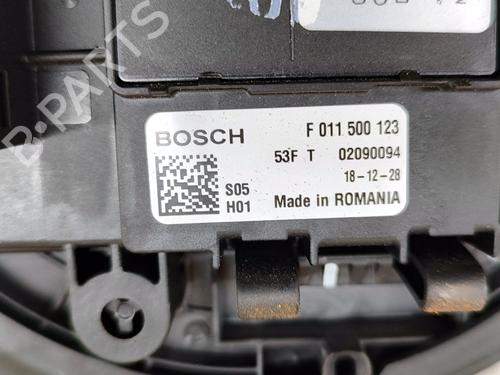 B-PARTS
BOSCH F 011 500 123
53F T 02090094
18-12-28
S05
H01 Made in ROMANIA